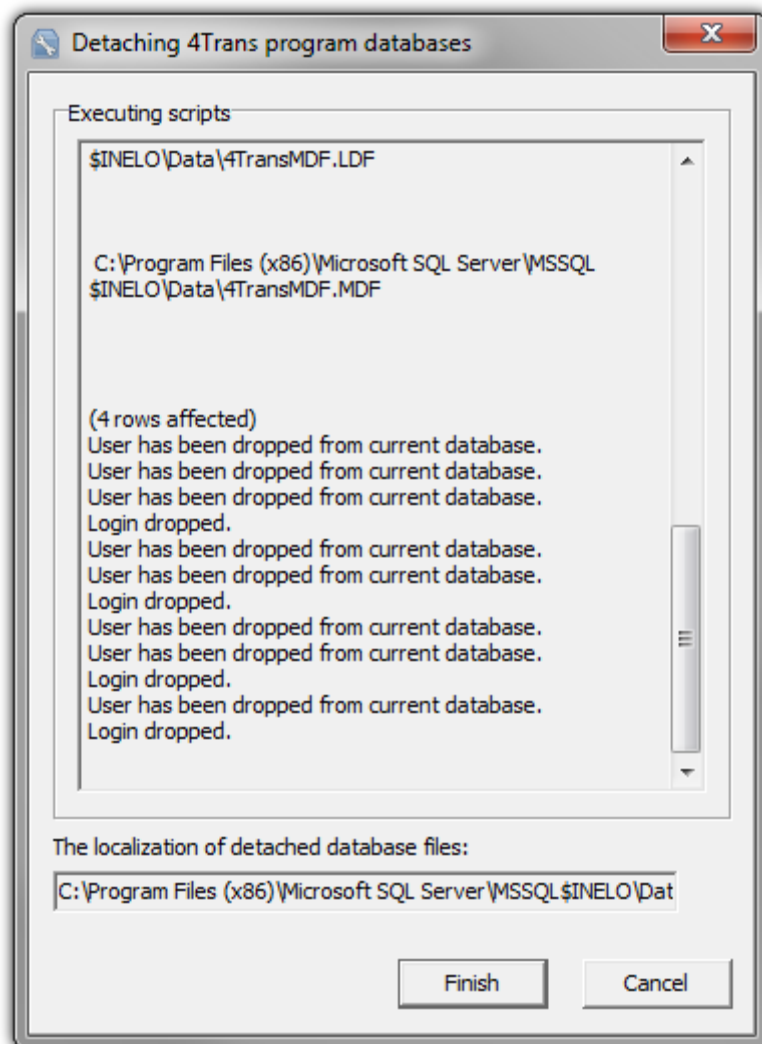 Detaching 4Trans program databases
Executing scripts
$INELO\Data\4TransMDF.LDF
C:\Program Files (x86)\Microsoft SQL Server\MSSQL
$INELO\Data\4TransMDF.MDF
(4 rows affected)
User has been dropped from current database.
User has been dropped from current database.
User has been dropped from current database.
Login dropped.
User has been dropped from current database.
User has been dropped from current database.
Login dropped.
User has been dropped from current database.
User has been dropped from current database.
Login dropped.
User has been dropped from current database.
Login dropped.
The localization of detached database files:
C:\Program Files (x86)\Microsoft SQL Server\MSSQL$INELO\Dat
Finish
Cancel